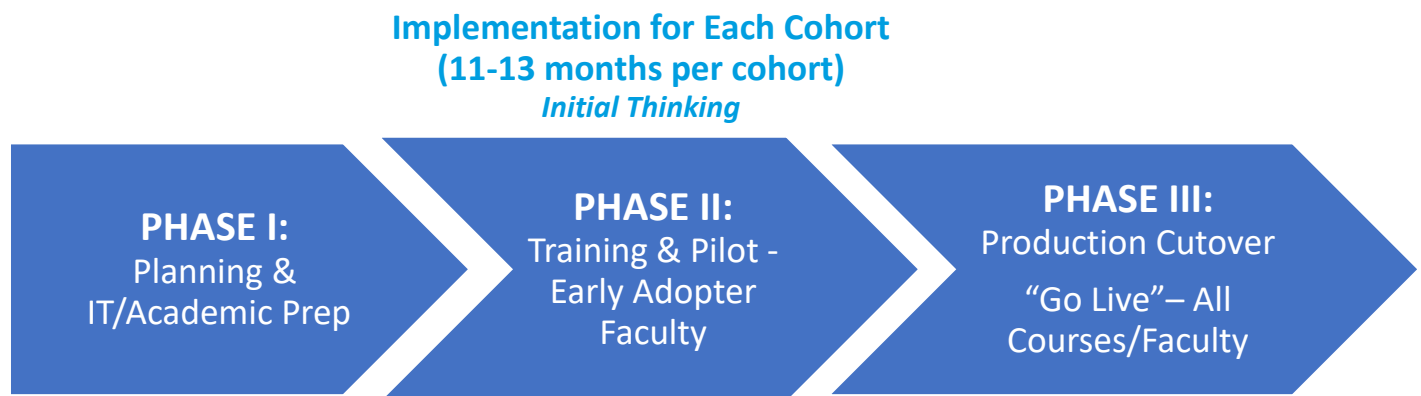 Implementation for Each Cohort
(11-13 months per cohort)
Initial Thinking
PHASE I:
Planning &
IT/Academic Prep
PHASE II:
Training & Pilot -
Early Adopter
Faculty
PHASE III:
Production Cutover
“Go Live”– All
Courses/Faculty